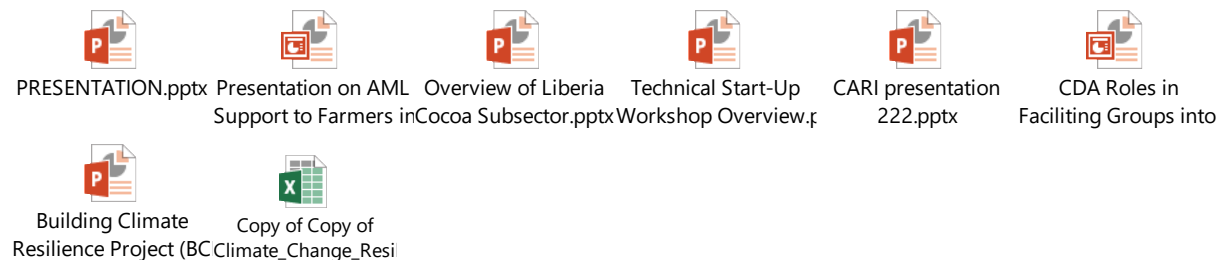 PRESENTATION.pptx
Presentation on AML
Support to Farmers in
Overview of Liberia
Cocoa Subsector.pptx
Technical Start-Up
Workshop Overview.p
CARI presentation
222.pptx
CDA Roles in
Faciliting Groups into
Building Climate
Resilience Project (BC
Copy of Copy of
Climate_Change_Resil